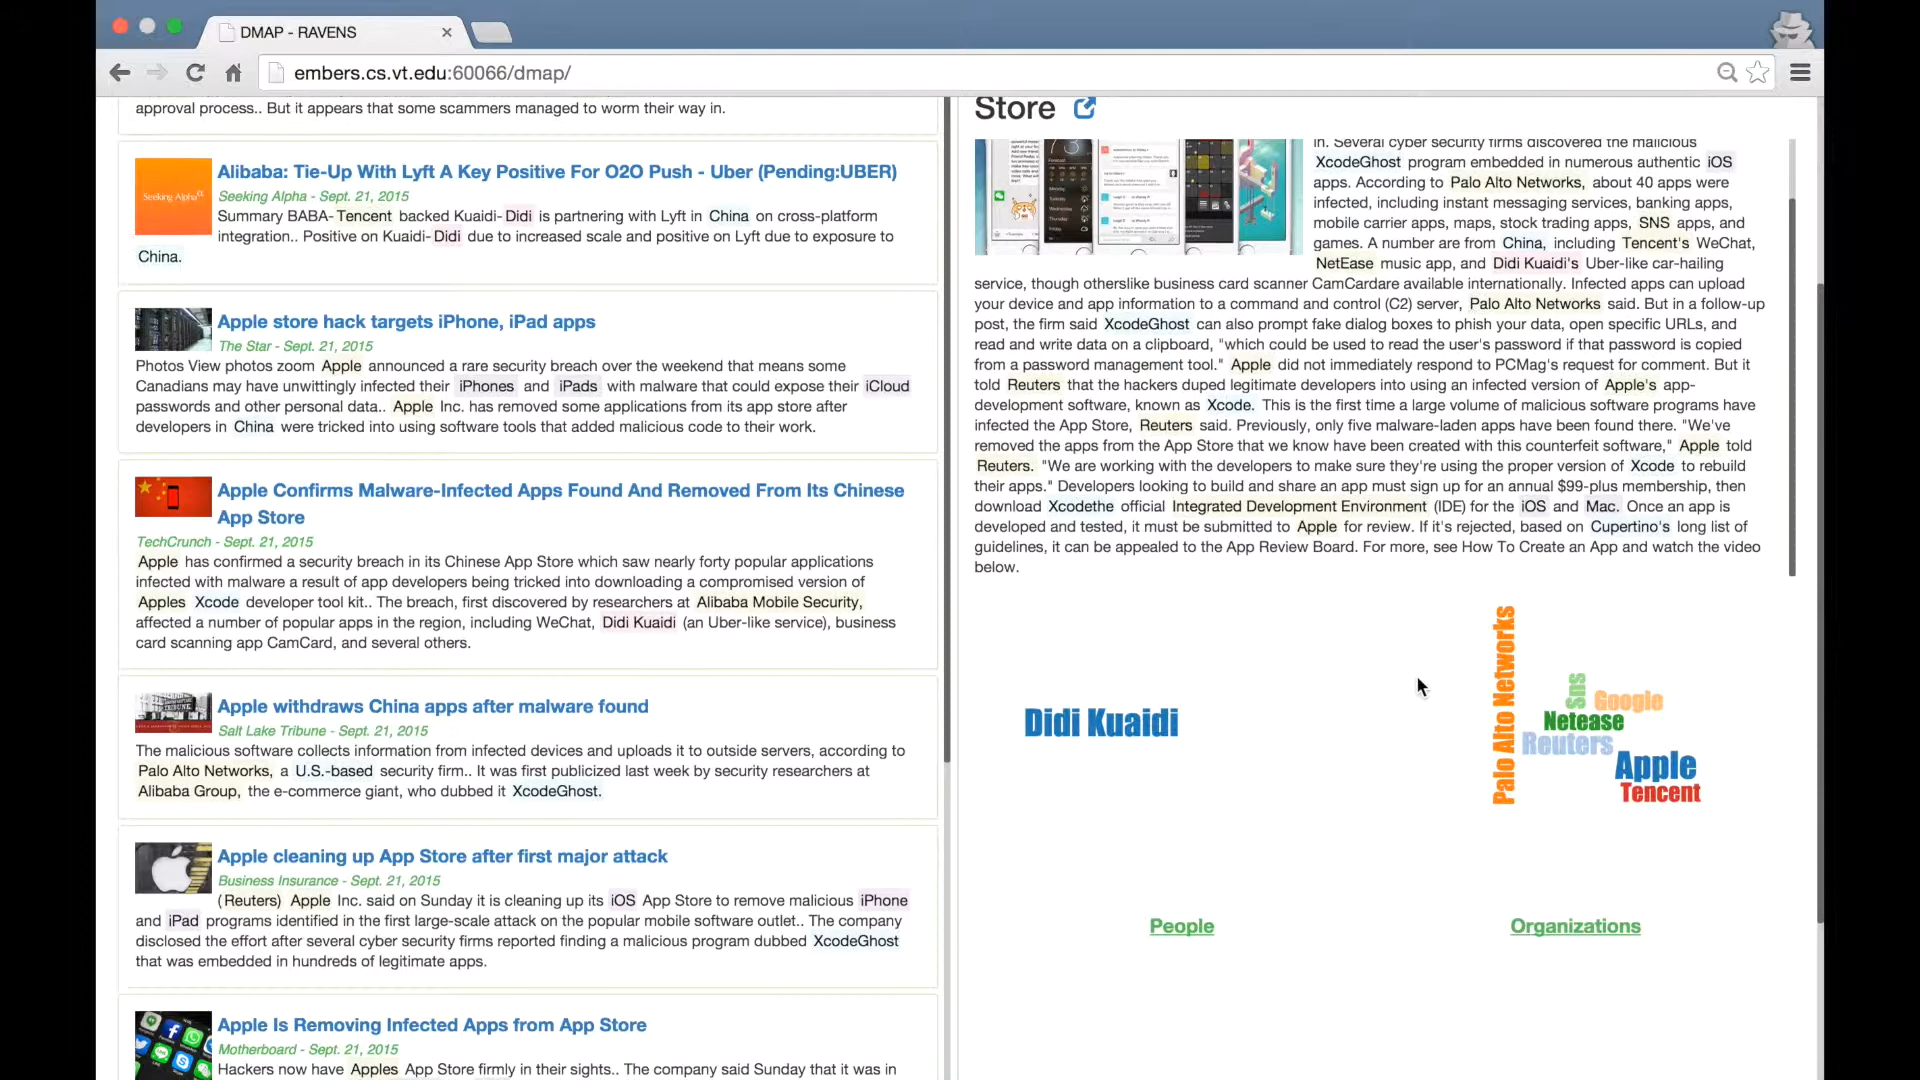 DMAP - RAVENS
embers.cs.vt.edu:60066/dmap/
approval process.. But it appears that some scammers managed to worm their way in.
Seeking Alphaα
Alibaba: Tie-Up With Lyft A Key Positive For O2O Push - Uber (Pending:UBER)
Seeking Alpha - Sept. 21, 2015
Summary BABA- Tencent backed Kuaidi- Didi is partnering with Lyft in China on cross-platform
integration.. Positive on Kuaidi- Didi due to increased scale and positive on Lyft due to exposure to
China.
Apple store hack targets iPhone, iPad apps
The Star - Sept. 21, 2015
Photos View photos zoom Apple announced a rare security breach over the weekend that means some
Canadians may have unwittingly infected their iPhones and iPads with malware that could expose their iCloud
passwords and other personal data.. Apple Inc. has removed some applications from its app store after
developers in China were tricked into using software tools that added malicious code to their work.
Apple Confirms Malware-Infected Apps Found And Removed From Its Chinese
App Store
TechCrunch - Sept. 21, 2015
Apple has confirmed a security breach in its Chinese App Store which saw nearly forty popular applications
infected with malware a result of app developers being tricked into downloading a compromised version of
Apples Xcode developer tool kit.. The breach, first discovered by researchers at Alibaba Mobile Security,
affected a number of popular apps in the region, including WeChat, Didi Kuaidi (an Uber-like service), business
card scanning app CamCard, and several others.
Apple withdraws China apps after malware found
Salt Lake Tribune - Sept. 21, 2015
The malicious software collects information from infected devices and uploads it to outside servers, according to
Palo Alto Networks, a U.S.-based security firm.. It was first publicized last week by security researchers at
Alibaba Group, the e-commerce giant, who dubbed it XcodeGhost.
Apple cleaning up App Store after first major attack
Business Insurance - Sept. 21, 2015
(Reuters) Apple Inc. said on Sunday it is cleaning up its iOS App Store to remove malicious iPhone
and iPad programs identified in the first large-scale attack on the popular mobile software outlet.. The company
disclosed the effort after several cyber security firms reported finding a malicious program dubbed XcodeGhost
that was embedded in hundreds of legitimate apps.
Apple Is Removing Infected Apps from App Store
Motherboard - Sept. 21, 2015
Hackers now have Apples App Store firmly in their sights.. The company said Sunday that it was in
Store
in. Several cyber security firms discovered the malicious
XcodeGhost program embedded in numerous authentic iOS
apps. According to Palo Alto Networks, about 40 apps were
infected, including instant messaging services, banking apps,
mobile carrier apps, maps, stock trading apps, SNS apps, and
games. A number are from China, including Tencent's WeChat,
NetEase music app, and Didi Kuaidi's Uber-like car-hailing
service, though otherslike business card scanner CamCardare available internationally. Infected apps can upload
your device and app information to a command and control (C2) server, Palo Alto Networks said. But in a follow-up
post, the firm said XcodeGhost can also prompt fake dialog boxes to phish your data, open specific URLs, and
read and write data on a clipboard, "which could be used to read the user's password if that password is copied
from a password management tool." Apple did not immediately respond to PCMag's request for comment. But it
told Reuters that the hackers duped legitimate developers into using an infected version of Apple's app-
development software, known as Xcode. This is the first time a large volume of malicious software programs have
infected the App Store, Reuters said. Previously, only five malware-laden apps have been found there. "We've
removed the apps from the App Store that we know have been created with this counterfeit software," Apple told
Reuters. "We are working with the developers to make sure they're using the proper version of Xcode to rebuild
their apps." Developers looking to build and share an app must sign up for an annual $99-plus membership, then
download Xcodethe official Integrated Development Environment (IDE) for the iOS and Mac. Once an app is
developed and tested, it must be submitted to Apple for review. If it's rejected, based on Cupertino's long list of
guidelines, it can be appealed to the App Review Board. For more, see How To Create an App and watch the video
below.
Didi Kuaidi
Palo Alto Networks
Sns
Google
Netease
Reuters
Apple
Tencent
People
Organizations